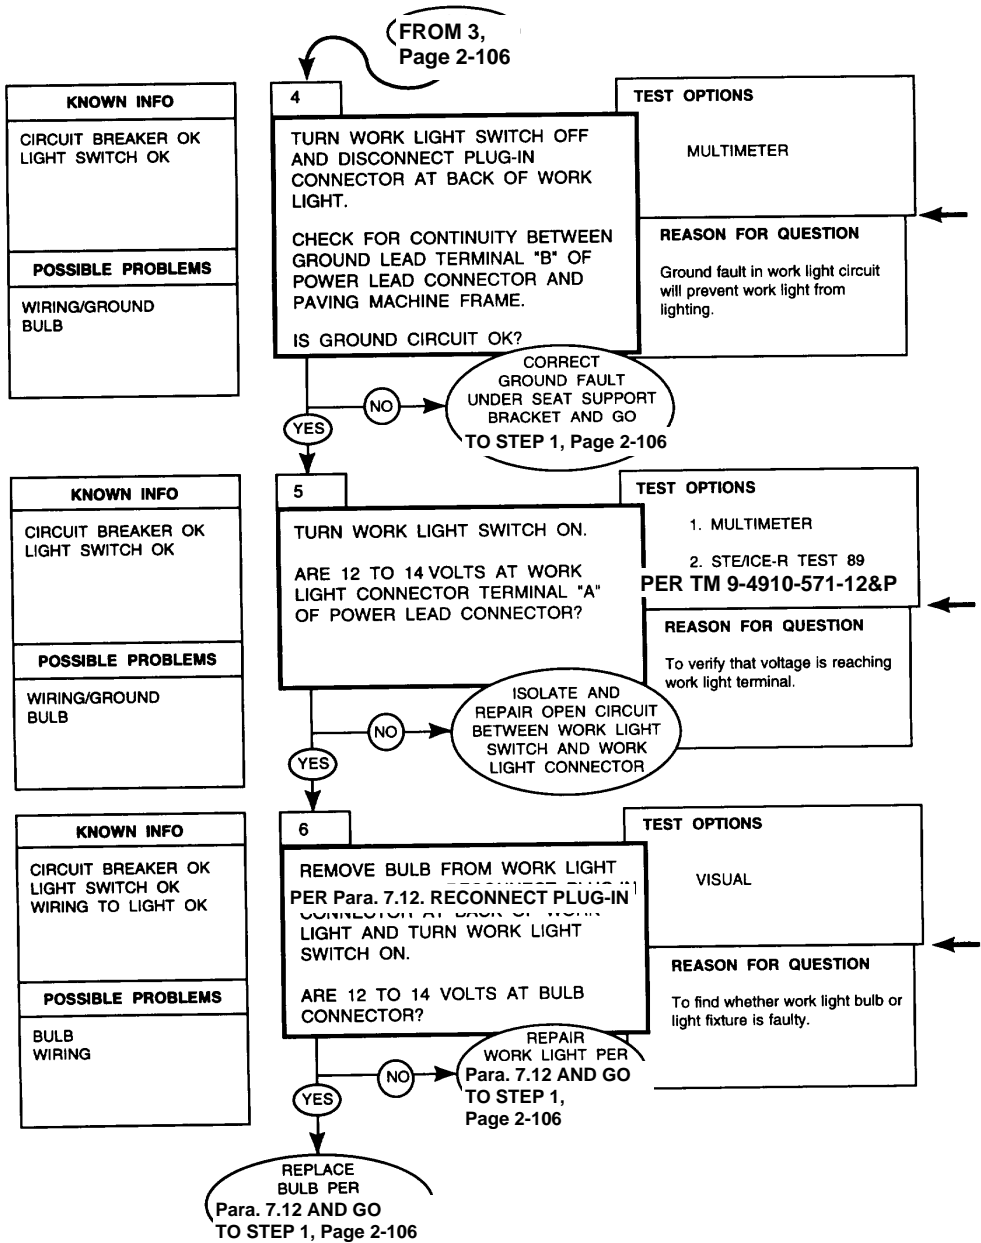 FROM 3,
Page 2-106
KNOWN INFO
CIRCUIT BREAKER OK
LIGHT SWITCH OK
POSSIBLE PROBLEMS
WIRING/GROUND
BULB
4
TURN WORK LIGHT SWITCH OFF
AND DISCONNECT PLUG-IN
CONNECTOR AT BACK OF WORK
LIGHT.
CHECK FOR CONTINUITY BETWEEN
GROUND LEAD TERMINAL "B" OF
POWER LEAD CONNECTOR AND
PAVING MACHINE FRAME.
IS GROUND CIRCUIT OK?
TEST OPTIONS
MULTIMETER
REASON FOR QUESTION
Ground fault in work light circuit
will prevent work light from
lighting.
NO
CORRECT
GROUND FAULT
UNDER SEAT SUPPORT
BRACKET AND GO
TO STEP 1, Page 2-106
YES
KNOWN INFO
CIRCUIT BREAKER OK
LIGHT SWITCH OK
POSSIBLE PROBLEMS
WIRING/GROUND
BULB
5
TURN WORK LIGHT SWITCH ON.
ARE 12 TO 14 VOLTS AT WORK
LIGHT CONNECTOR TERMINAL "A"
OF POWER LEAD CONNECTOR?
TEST OPTIONS
1. MULTIMETER
2. STE/ICE-R TEST 89
PER TM 9-4910-571-12&P
REASON FOR QUESTION
To verify that voltage is reaching
work light terminal.
NO
ISOLATE AND
REPAIR OPEN CIRCUIT
BETWEEN WORK LIGHT
SWITCH AND WORK
LIGHT CONNECTOR
YES
KNOWN INFO
CIRCUIT BREAKER OK
LIGHT SWITCH OK
WIRING TO LIGHT OK
POSSIBLE PROBLEMS
BULB
WIRING
6
REMOVE BULB FROM WORK LIGHT
PER Para. 7.12. RECONNECT PLUG-IN
CONNECTOR AT BACK OF WORK
LIGHT AND TURN WORK LIGHT
SWITCH ON.
ARE 12 TO 14 VOLTS AT BULB
CONNECTOR?
TEST OPTIONS
VISUAL
REASON FOR QUESTION
To find whether work light bulb or
light fixture is faulty.
NO
REPAIR
WORK LIGHT PER
Para. 7.12 AND GO
TO STEP 1,
Page 2-106
YES
REPLACE
BULB PER
Para. 7.12 AND GO
TO STEP 1, Page 2-106